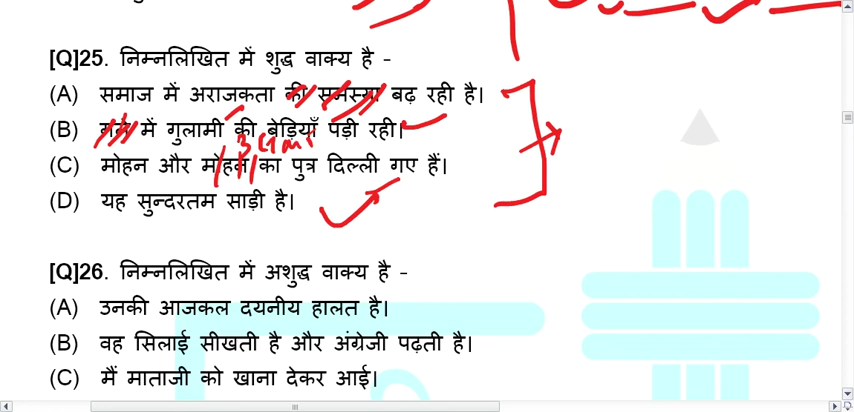 [Q]25. निम्नलिखित में शुद्ध वाक्य है -
(A) समाज में अराजकता की समस्या बढ़ रही है।
(B) गले में गुलामी की बेड़ियाँ पड़ी रही।
(C) मोहन और मोहन का पुत्र दिल्ली गए हैं।
(D) यह सुन्दरतम साड़ी है।
[Q]26. निम्नलिखित में अशुद्ध वाक्य है -
(A) उनकी आजकल दयनीय हालत है।
(B) वह सिलाई सीखती है और अंग्रेजी पढ़ती है।
(C) मैं माताजी को खाना देकर आई।